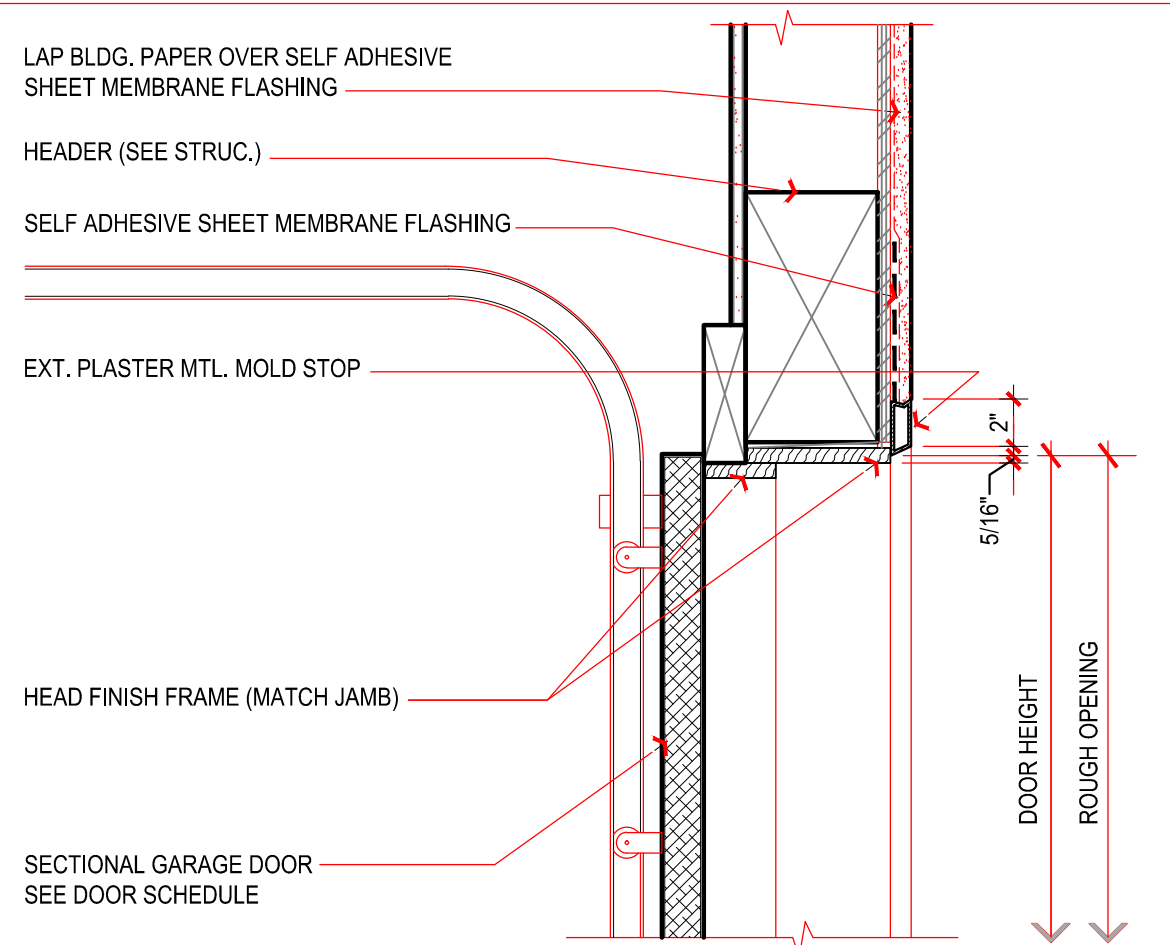 LAP BLDG. PAPER OVER SELF ADHESIVE
SHEET MEMBRANE FLASHING
HEADER (SEE STRUC.)
SELF ADHESIVE SHEET MEMBRANE FLASHING
EXT. PLASTER MTL. MOLD STOP
2"
5/16"
HEAD FINISH FRAME (MATCH JAMB)
DOOR HEIGHT
ROUGH OPENING
SECTIONAL GARAGE DOOR
SEE DOOR SCHEDULE